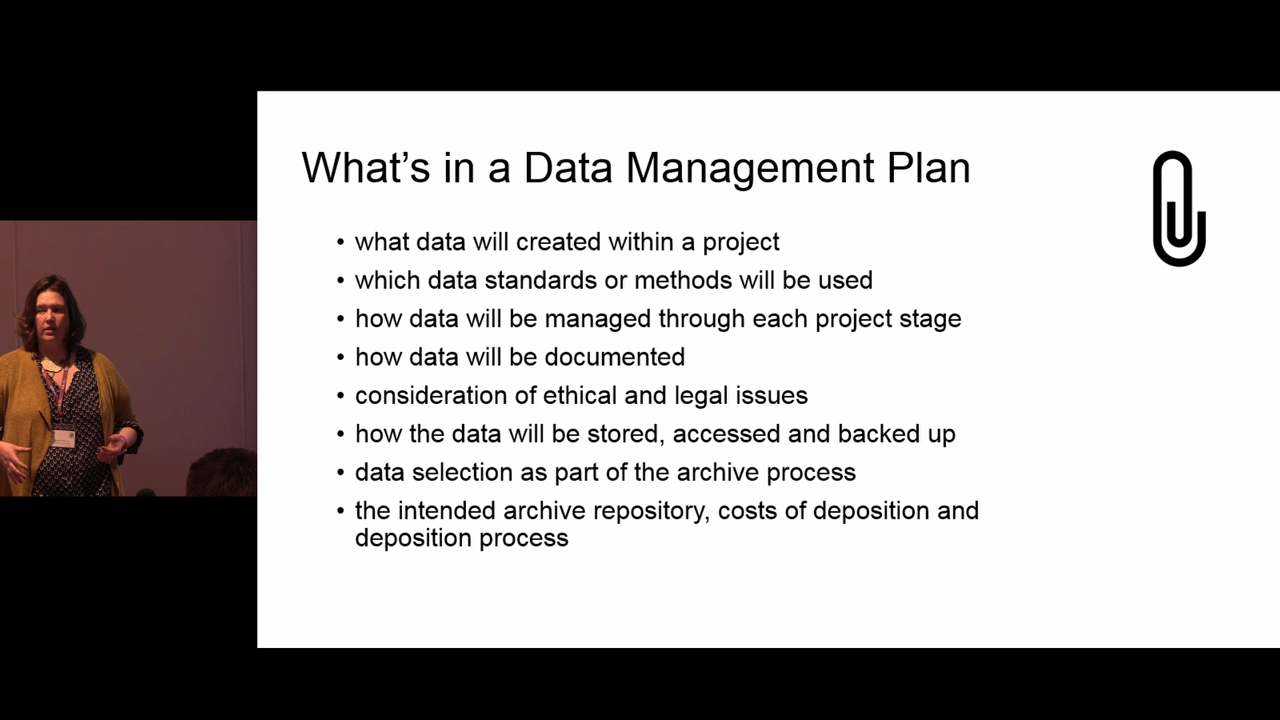 What's in a Data Management Plan
• what data will created within a project
• which data standards or methods will be used
• how data will be managed through each project stage
• how data will be documented
• consideration of ethical and legal issues
• how the data will be stored, accessed and backed up
• data selection as part of the archive process
• the intended archive repository, costs of deposition and
deposition process